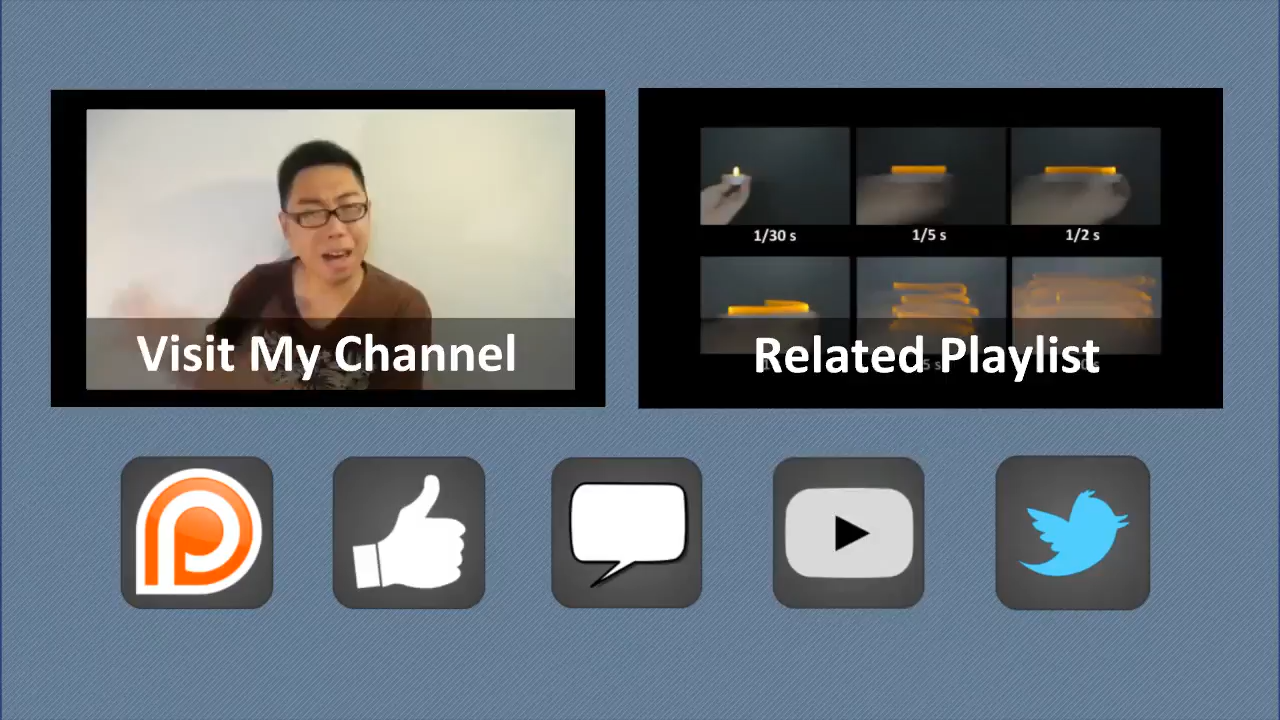 Visit My Channel
1/30 s
1/5 s
1/2 s
Related Playlist